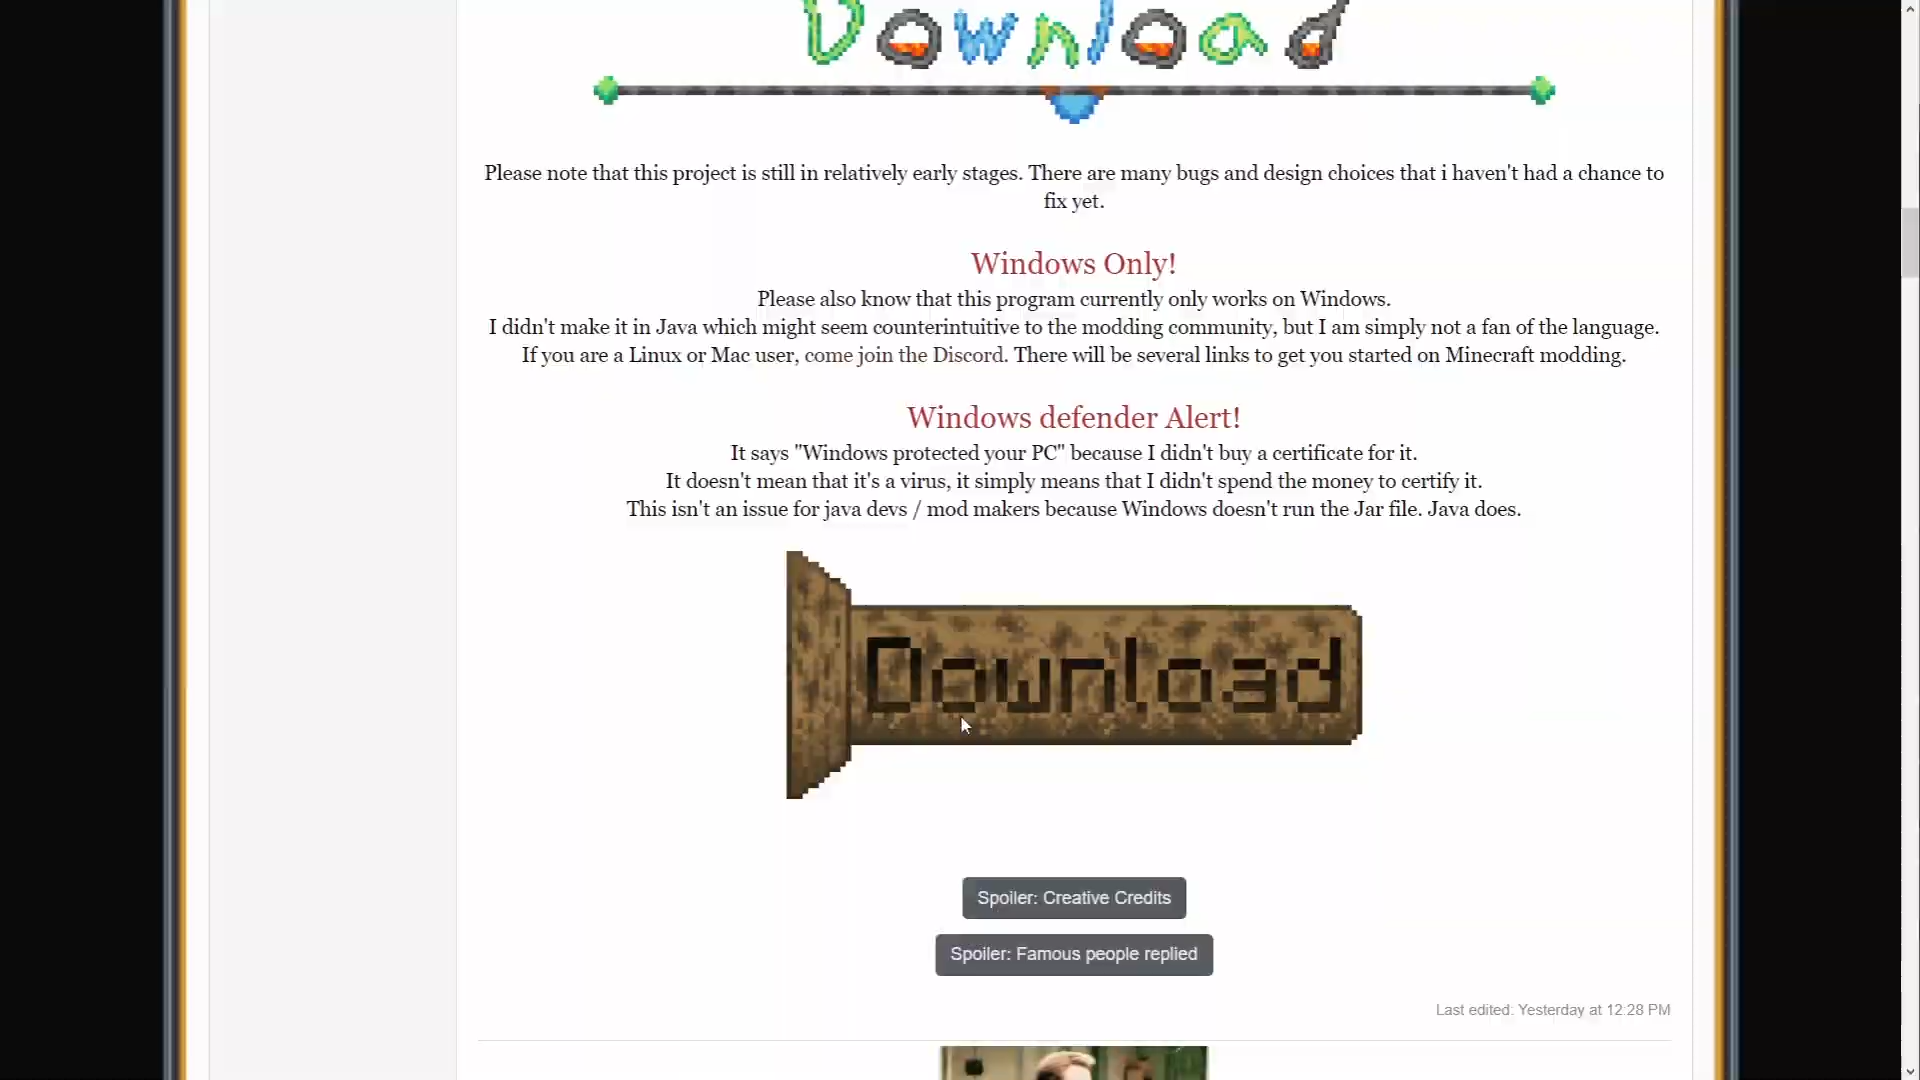 Download
Please note that this project is still in relatively early stages. There are many bugs and design choices that i haven't had a chance to
fix yet.
Windows Only!
Please also know that this program currently only works on Windows.
I didn't make it in Java which might seem counterintuitive to the modding community, but I am simply not a fan of the language.
If you are a Linux or Mac user, come join the Discord. There will be several links to get you started on Minecraft modding.
Windows defender Alert!
It says "Windows protected your PC" because I didn't buy a certificate for it.
It doesn't mean that it's a virus, it simply means that I didn't spend the money to certify it.
This isn't an issue for java devs / mod makers because Windows doesn't run the Jar file. Java does.
Download
Spoiler: Creative Credits
Spoiler: Famous people replied
Last edited: Yesterday at 12:28 PM